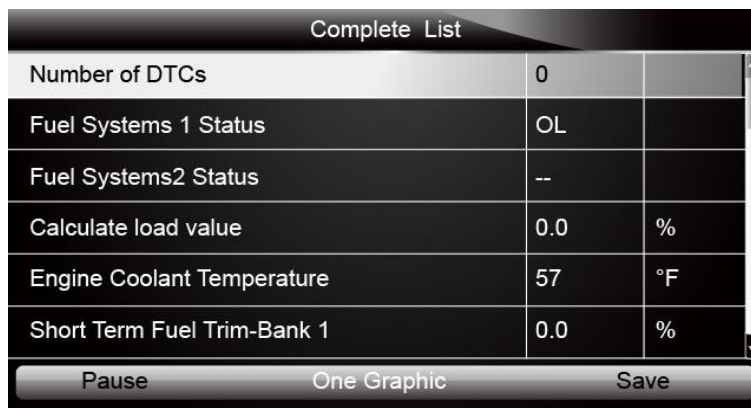 Complete List
Number of DTCs 0
Fuel Systems 1 Status OL
Fuel Systems2 Status --
Calculate load value 0.0 %
Engine Coolant Temperature 57 °F
Short Term Fuel Trim-Bank 1 0.0 %
Pause One Graphic Save